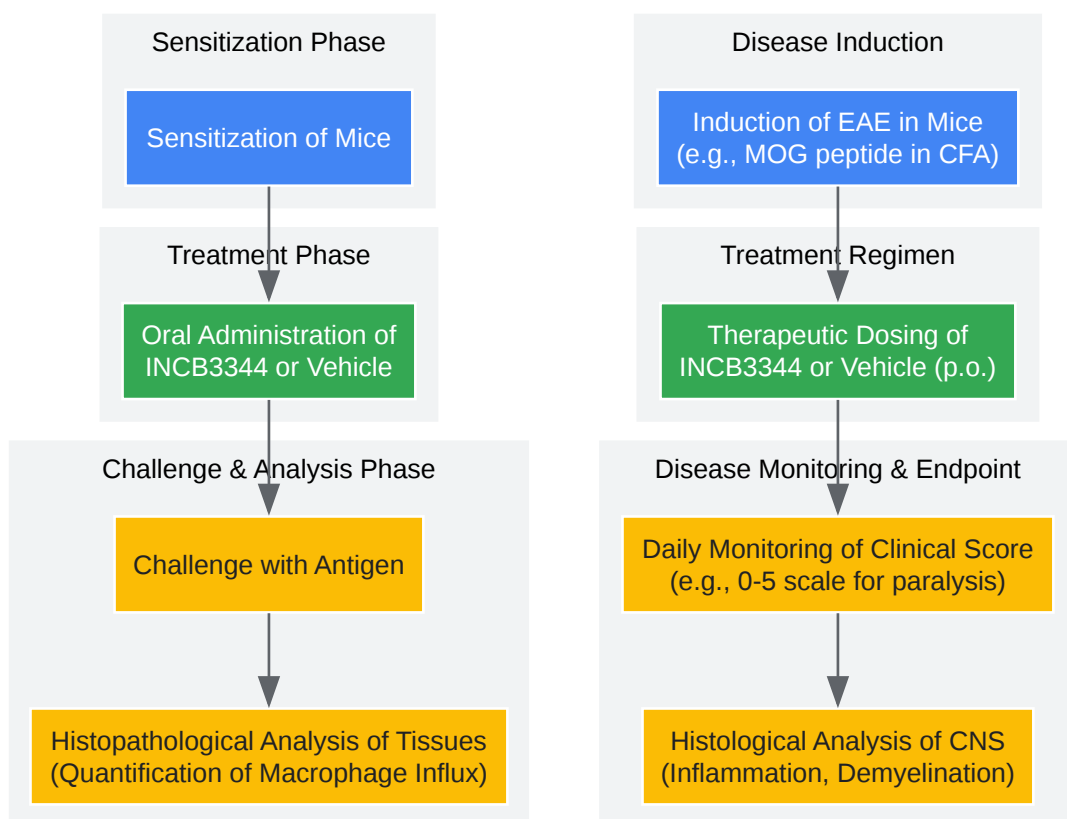 Sensitization Phase
Sensitization of Mice
Treatment Phase
Oral Administration of
INCB3344 or Vehicle
Challenge & Analysis Phase
Challenge with Antigen
Histopathological Analysis of Tissues
(Quantification of Macrophage Influx)
Disease Induction
Induction of EAE in Mice
(e.g., MOG peptide in CFA)
Treatment Regimen
Therapeutic Dosing of
INCB3344 or Vehicle (p.o.)
Disease Monitoring & Endpoint
Daily Monitoring of Clinical Score
(e.g., 0-5 scale for paralysis)
Histological Analysis of CNS
(Inflammation, Demyelination)